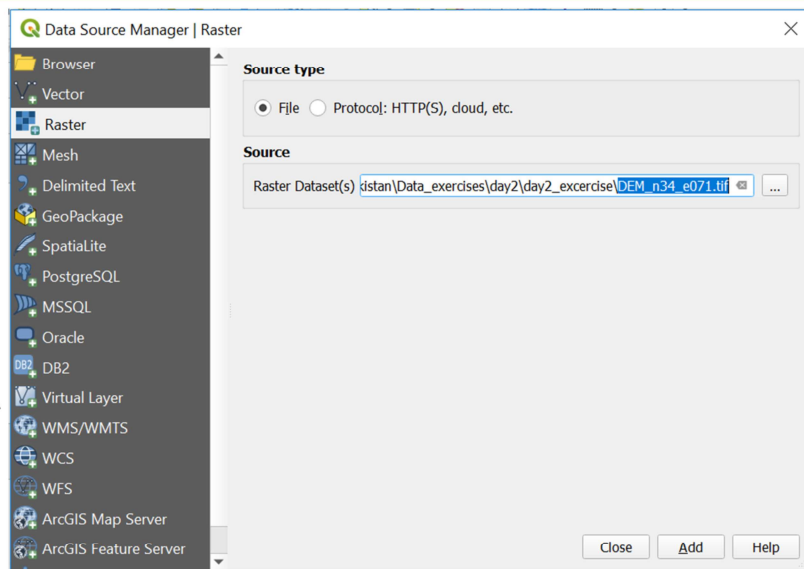 Data Source Manager | Raster
Browser
Vector
Raster
Mesh
Delimited Text
GeoPackage
SpatiaLite
PostgreSQL
MSSQL
Oracle
DB2
DB2
Virtual Layer
WMS/WMTS
WCS
WFS
ArcGIS Map Server
ArcGIS Feature Server
Source type
File
Protocol: HTTP(S), cloud, etc.
Source
Raster Dataset(s) kistan\Data_exercises\day2\day2_excercise\DEM_n34_e071.tif ...
Close Add Help